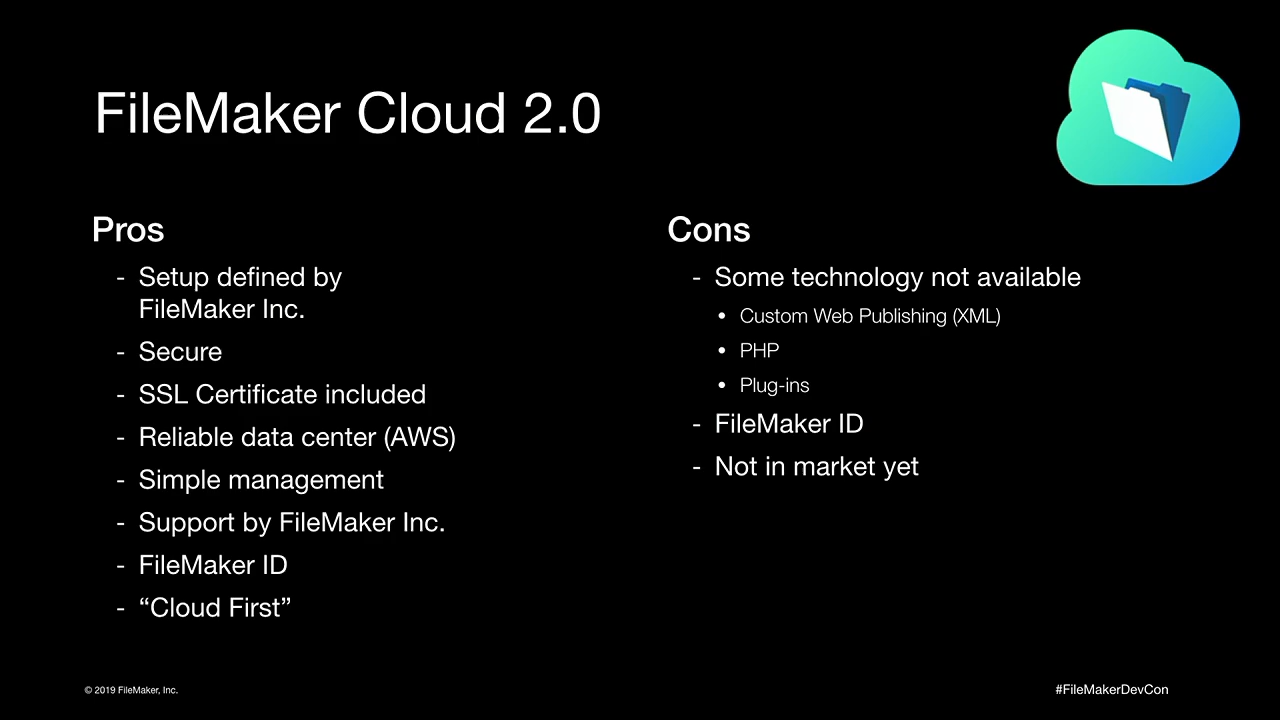 FileMaker Cloud 2.0
Pros
- Setup defined by
FileMaker Inc.
- Secure
- SSL Certificate included
- Reliable data center (AWS)
- Simple management
- Support by FileMaker Inc.
- FileMaker ID
- “Cloud First”
Cons
- Some technology not available
• Custom Web Publishing (XML)
• PHP
• Plug-ins
- FileMaker ID
- Not in market yet
© 2019 FileMaker, Inc.
#FileMakerDevCon